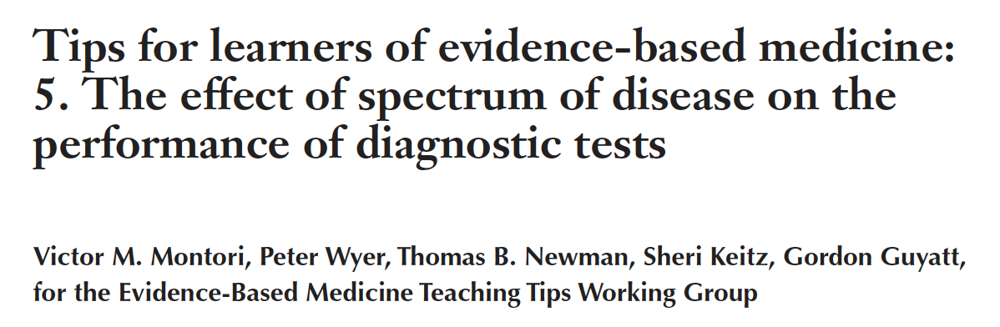 Tips for learners of evidence-based medicine:
5. The effect of spectrum of disease on the
performance of diagnostic tests
Victor M. Montori, Peter Wyer, Thomas B. Newman, Sheri Keitz, Gordon Guyatt,
for the Evidence-Based Medicine Teaching Tips Working Group